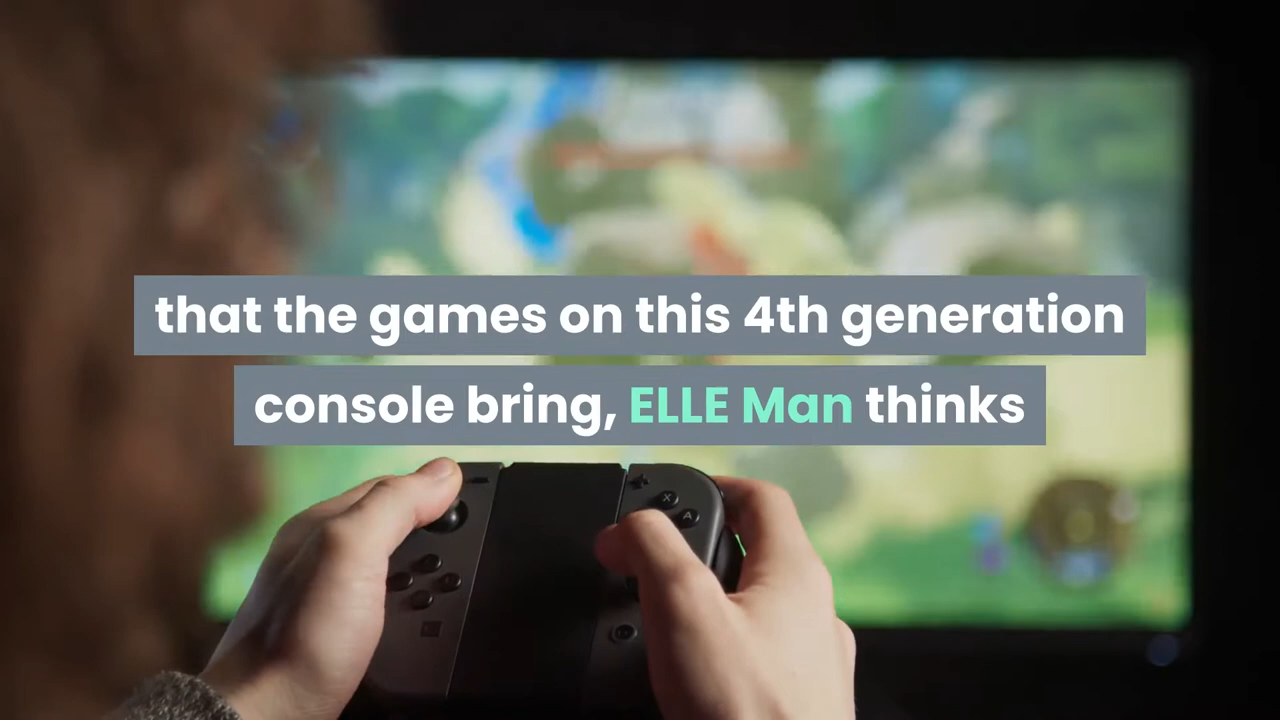 that the games on this 4th generation
console bring, ELLE Man thinks
X
A